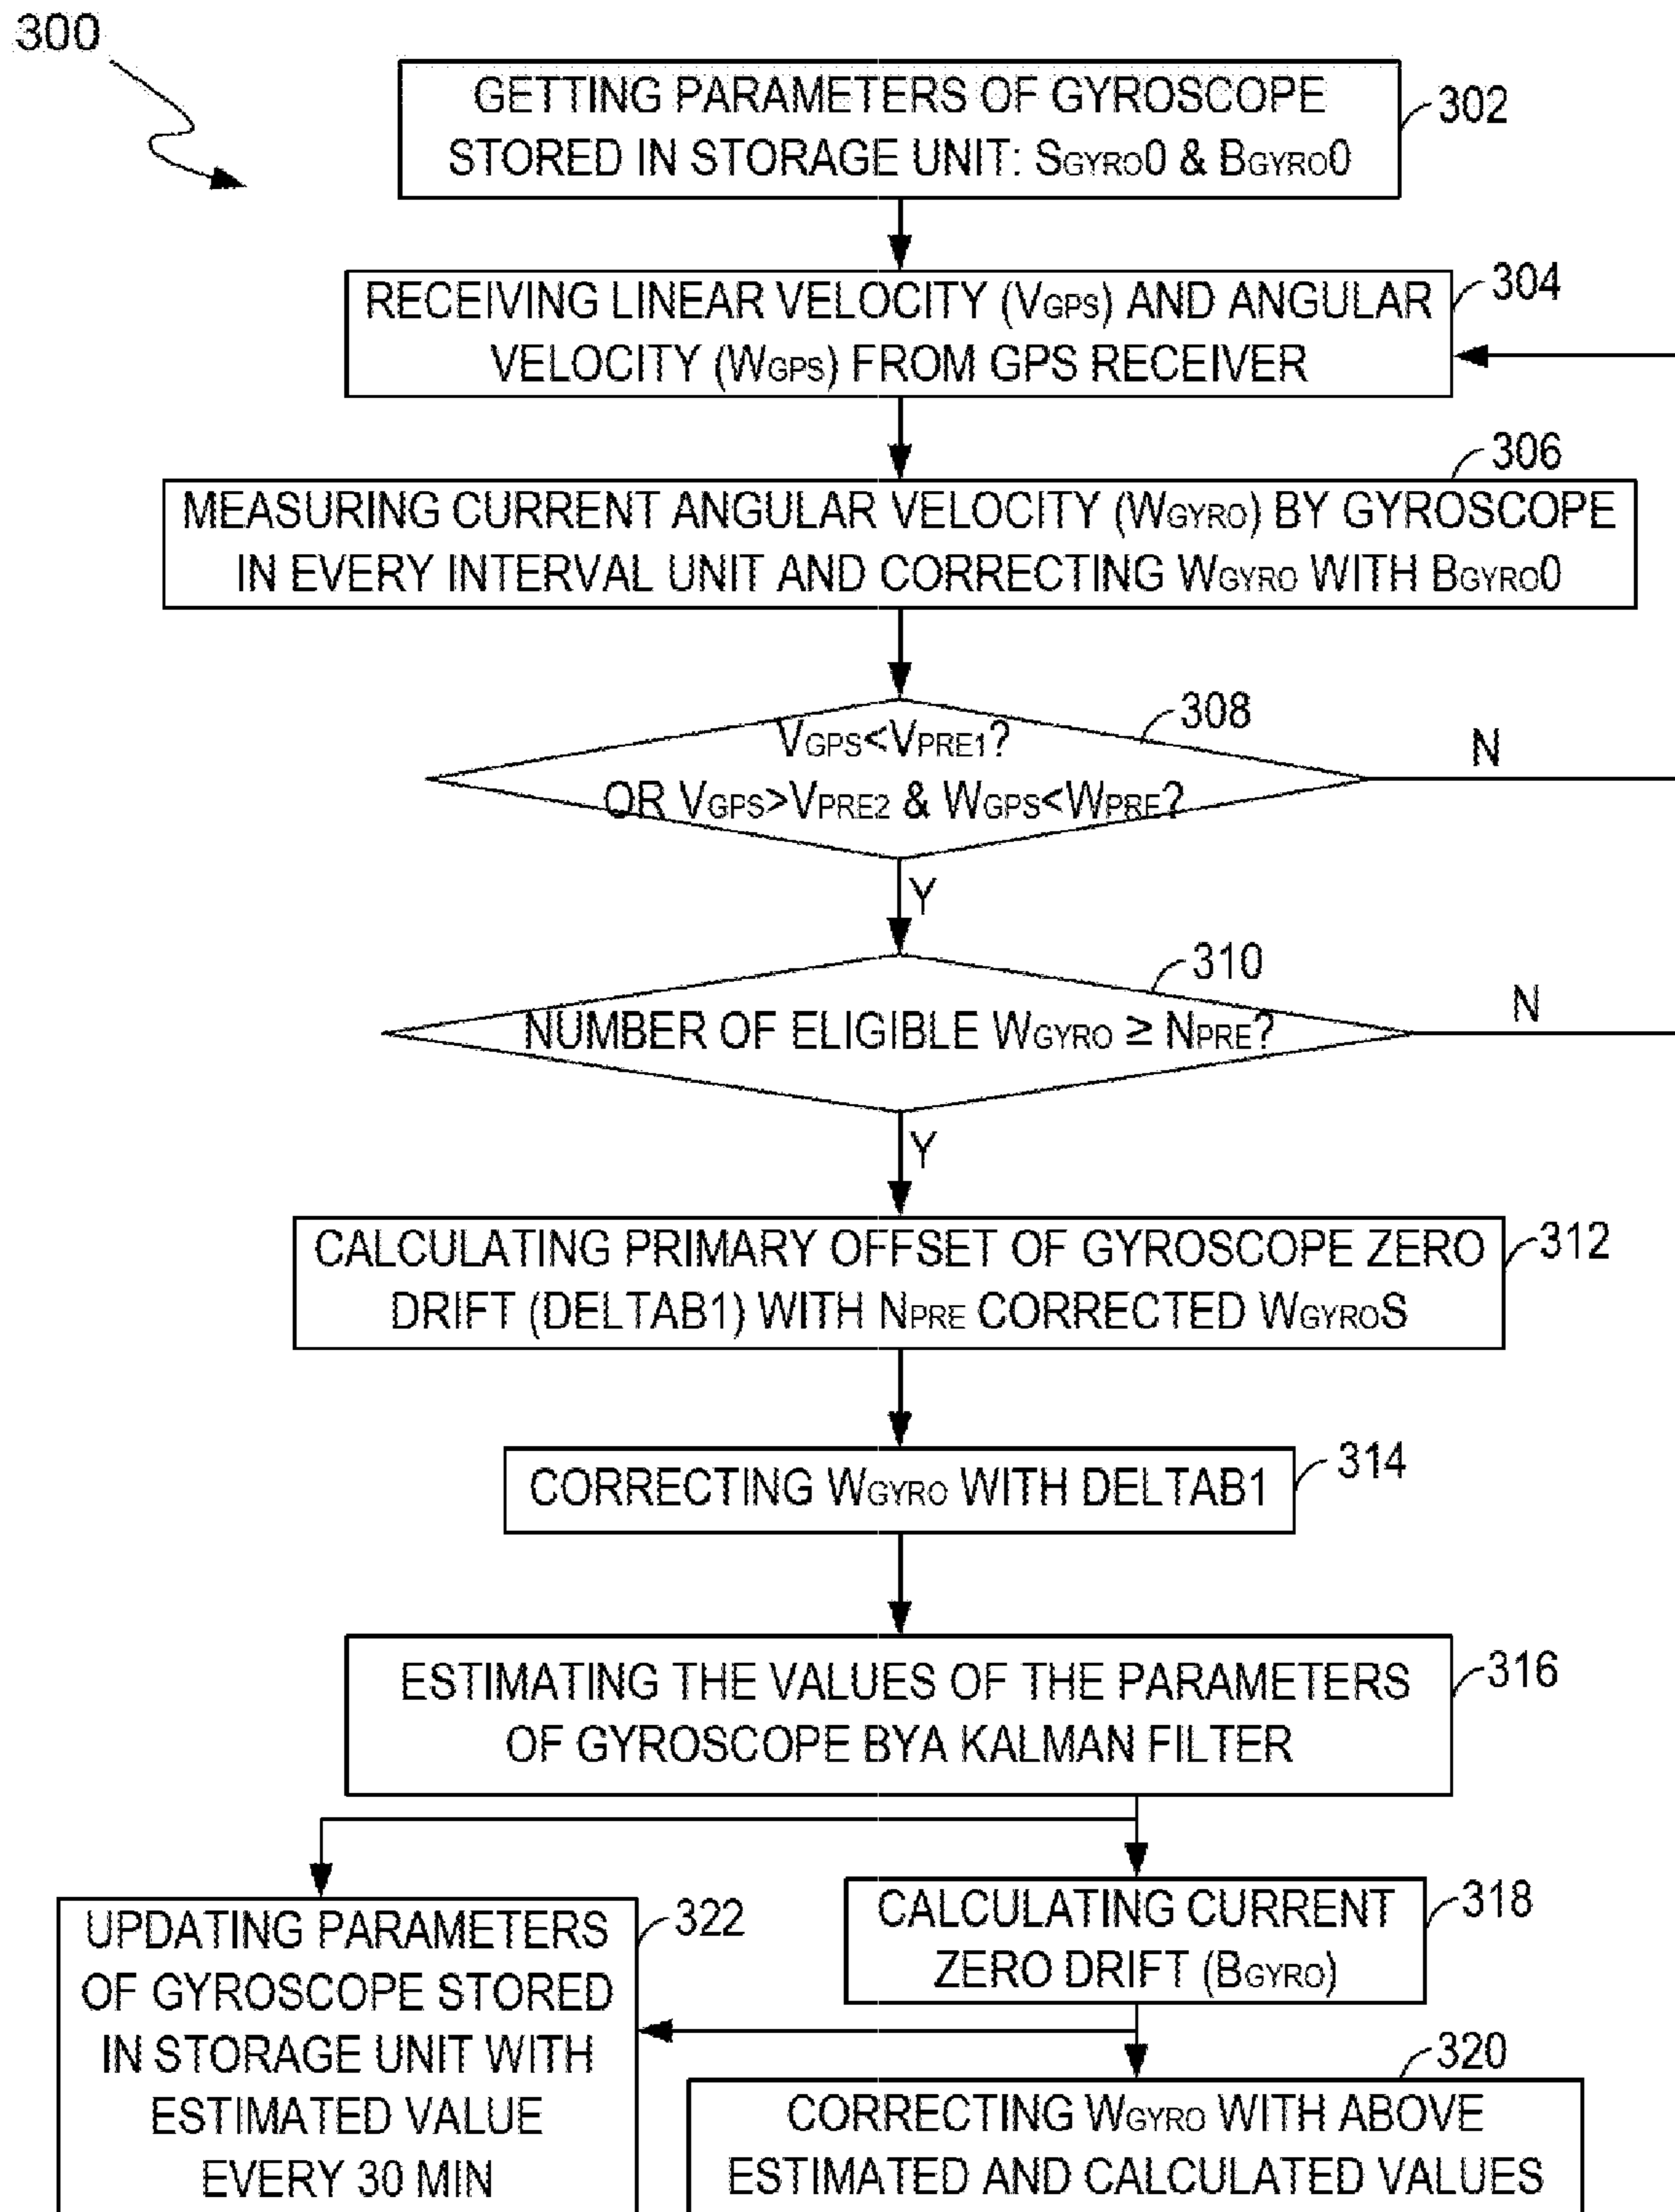 300
GETTING PARAMETERS OF GYROSCOPE
STORED IN STORAGE UNIT: SGYRO0 & BGYRO0
302
RECEIVING LINEAR VELOCITY (VGPS) AND ANGULAR
VELOCITY (WGPS) FROM GPS RECEIVER
304
306
MEASURING CURRENT ANGULAR VELOCITY (WGYRO) BY GYROSCOPE
IN EVERY INTERVAL UNIT AND CORRECTING WGYRO WITH BGYRO0
308
VGPS<VPRE1?
OR VGPS>VPRE2 & WGPS<WPRE?
N
Y
310
NUMBER OF ELIGIBLE WGYRO ≥ NPRE?
N
Y
CALCULATING PRIMARY OFFSET OF GYROSCOPE ZERO
DRIFT (DELTAB1) WITH NPRE CORRECTED WGYROS
312
CORRECTING WGYRO WITH DELTAB1
314
ESTIMATING THE VALUES OF THE PARAMETERS
OF GYROSCOPE BYA KALMAN FILTER
316
UPDATING PARAMETERS
OF GYROSCOPE STORED
IN STORAGE UNIT WITH
ESTIMATED VALUE
EVERY 30 MIN
322
CALCULATING CURRENT
ZERO DRIFT (BGYRO)
318
320
CORRECTING WGYRO WITH ABOVE
ESTIMATED AND CALCULATED VALUES